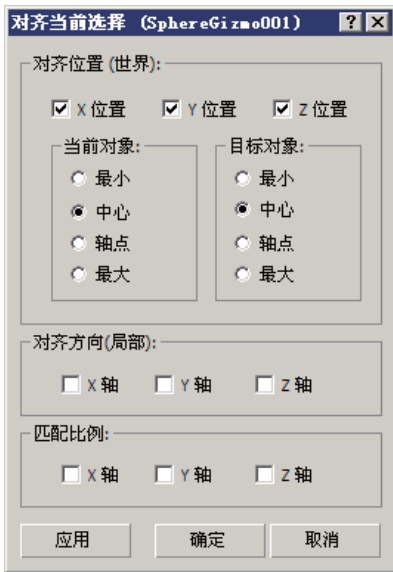 对齐当前选择 (SphereGizmo001)
对齐位置 (世界):
X 位置 Y 位置 Z 位置
当前对象: 目标对象:
最小 最小
中心 中心
轴点 轴点
最大 最大
对齐方向(局部):
X 轴 Y 轴 Z 轴
匹配比例:
X 轴 Y 轴 Z 轴
应用 确定 取消